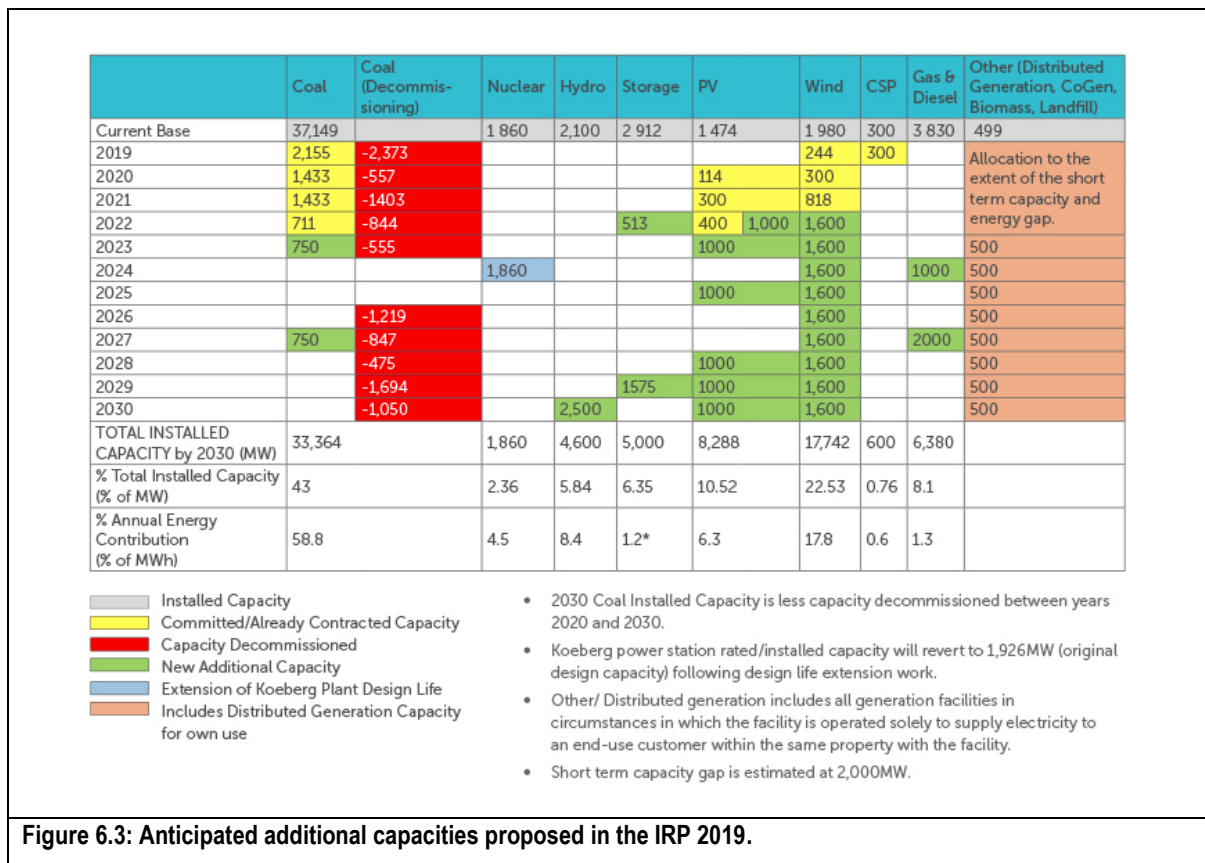 Coal Coal (Decommis-sioning) Nuclear Hydro Storage PV Wind CSP Gas & Diesel Other (Distributed Generation, CoGen, Biomass, Landfill)
Current Base 37,149 1 860 2,100 2 912 1 474 1 980 300 3 830 499
2019 2,155 -2,373 244 300 Allocation to the extent of the short term capacity and energy gap.
2020 1,433 -557 114 300
2021 1,433 -1403 300 818
2022 711 -844 513 400 1,000 1,600
2023 750 -555 1000 1,600 500
2024 1,860 1,600 1000 500
2025 1000 1,600 500
2026 -1,219 1,600 500
2027 750 -847 1,600 2000 500
2028 -475 1000 1,600 500
2029 -1,694 1575 1000 1,600 500
2030 -1,050 2,500 1000 1,600 500
TOTAL INSTALLED CAPACITY by 2030 (MW) 33,364 1,860 4,600 5,000 8,288 17,742 600 6,380
% Total Installed Capacity (% of MW) 43 2.36 5.84 6.35 10.52 22.53 0.76 8.1
% Annual Energy Contribution (% of MWh) 58.8 4.5 8.4 1.2* 6.3 17.8 0.6 1.3
Installed Capacity
Committed/Already Contracted Capacity
Capacity Decommissioned
New Additional Capacity
Extension of Koeberg Plant Design Life
Includes Distributed Generation Capacity
for own use
• 2030 Coal Installed Capacity is less capacity decommissioned between years
2020 and 2030.
• Koeberg power station rated/installed capacity will revert to 1,926MW (original
design capacity) following design life extension work.
• Other/ Distributed generation includes all generation facilities in
circumstances in which the facility is operated solely to supply electricity to
an end-use customer within the same property with the facility.
• Short term capacity gap is estimated at 2,000MW.
Figure 6.3: Anticipated additional capacities proposed in the IRP 2019.